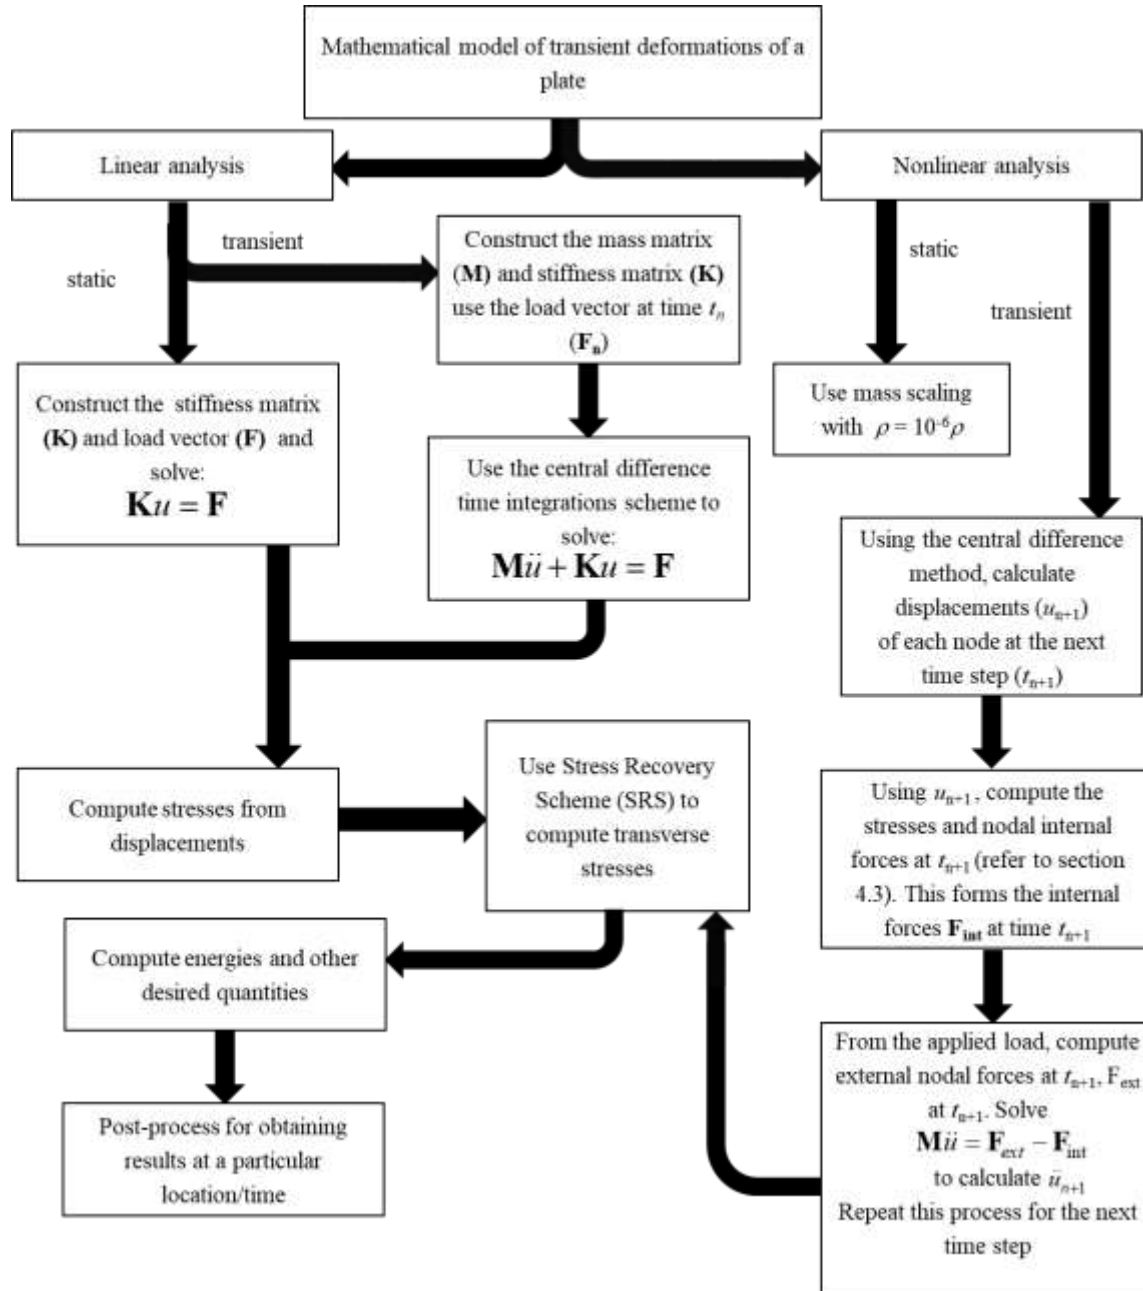 Mathematical model of transient deformations of a
plate
Linear analysis
Nonlinear analysis
transient
static
Construct the mass matrix
(M) and stiffness matrix (K)
use the load vector at time tₙ
(Fₙ)
static
transient
Construct the stiffness matrix
(K) and load vector (F) and
solve:
Ku = F
Use the central difference
time integrations scheme to
solve:
Mü + Ku = F
Use mass scaling
with ρ = 10⁻⁶ρ
Using the central difference
method, calculate
displacements (uₙ₊₁)
of each node at the next
time step (tₙ₊₁)
Compute stresses from
displacements
Use Stress Recovery
Scheme (SRS) to
compute transverse
stresses
Using uₙ₊₁, compute the
stresses and nodal internal
forces at tₙ₊₁ (refer to section
4.3). This forms the internal
forces F_int at time tₙ₊₁
Compute energies and other
desired quantities
Post-process for obtaining
results at a particular
location/time
From the applied load, compute
external nodal forces at tₙ₊₁, F_ext
at tₙ₊₁. Solve
Mü = F_ext − F_int
to calculate üₙ₊₁
Repeat this process for the next
time step